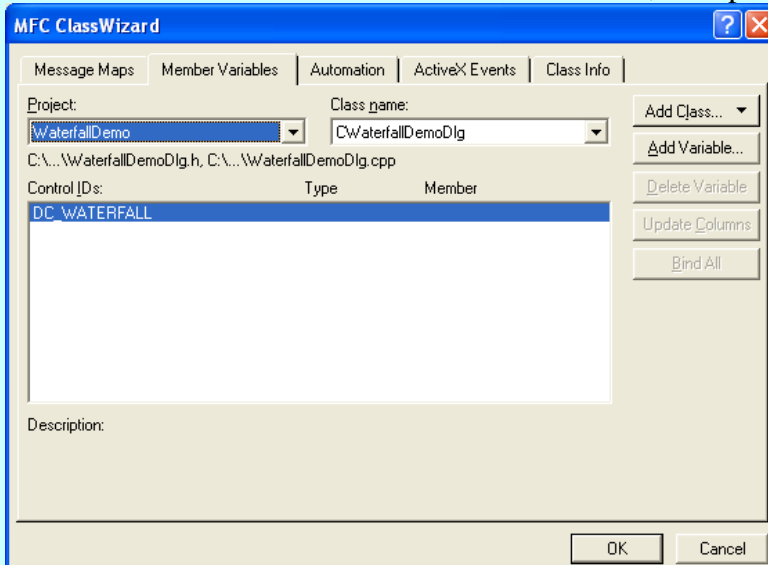 MFC ClassWizard
Message Maps Member Variables Automation ActiveX Events Class Info
Project: Class name:
WaterfallDemo CWaterfallDemoDlg
C:\...\WaterfallDemoDlg.h, C:\...\WaterfallDemoDlg.cpp
Control IDs: Type Member
DC_WATERFALL
Add Class...
Add Variable...
Delete Variable
Update Columns
Bind All
Description:
OK Cancel